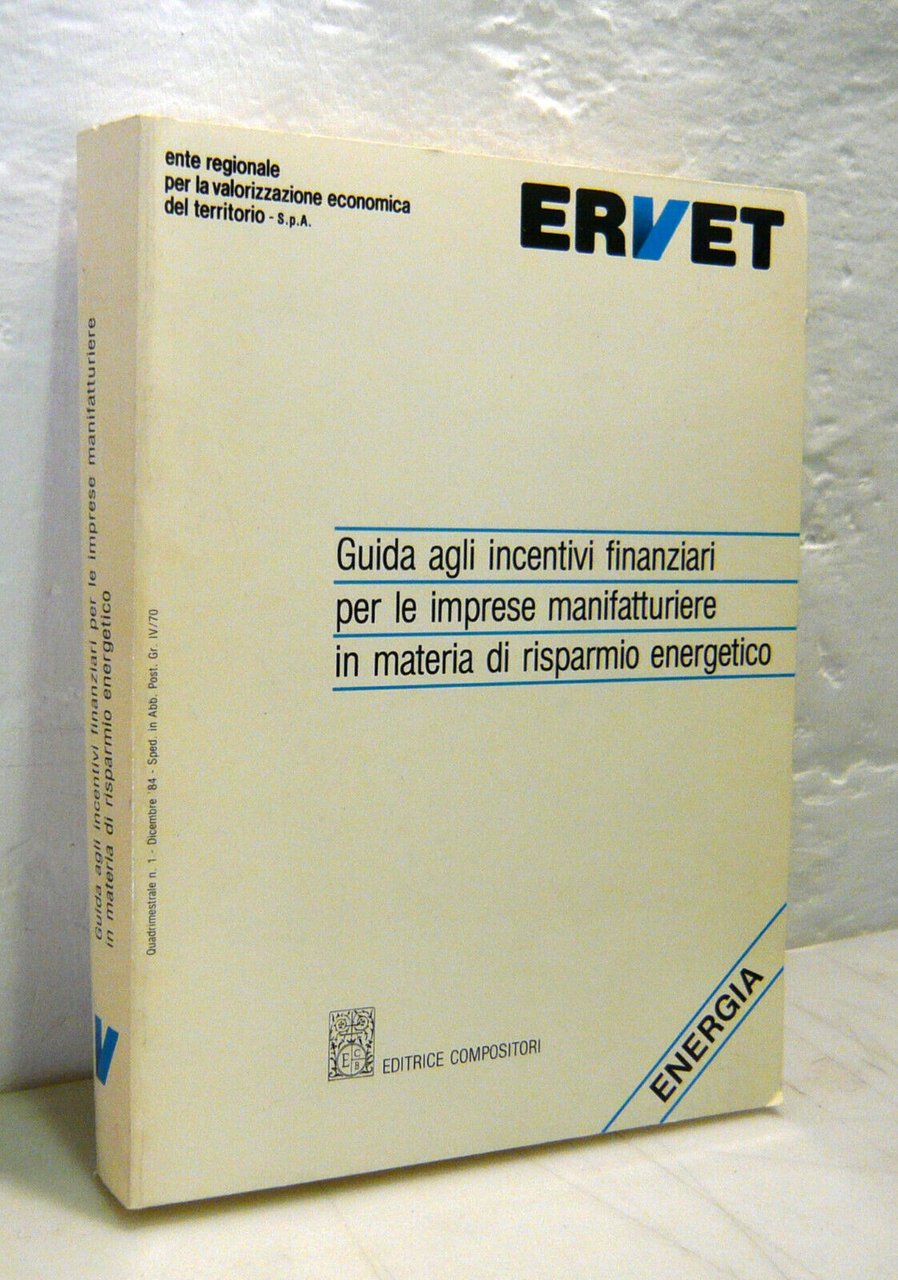 ente regionale
per la valorizzazione economica
del territorio - S.p.A.
ERVET
Guida agli incentivi finanziari
per le imprese manifatturiere
in materia di risparmio energetico
EDITRICE COMPOSITORI
E C B
ENERGIA
Quadrimestrale n. 1 - Dicembre '84 - Sped. in Abb. Post. Gr. IV/70
Guida agli incentivi finanziari per le imprese manifatturiere
in materia di risparmio energetico
V